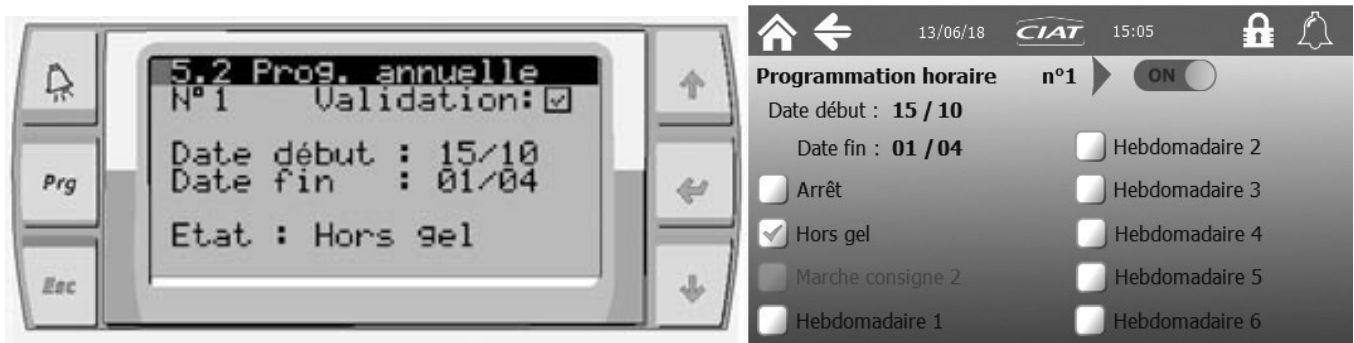 5.2 Prog. annuelle
N°1 Validation:
Date début : 15/10
Date fin : 01/04
Etat : Hors gel
Prg
Esc
13/06/18 CIAT 15:05
Programmation horaire n°1 ON
Date début : 15 / 10
Date fin : 01 / 04
Arrêt
Hors gel
Marche consigne 2
Hebdomadaire 1
Hebdomadaire 2
Hebdomadaire 3
Hebdomadaire 4
Hebdomadaire 5
Hebdomadaire 6